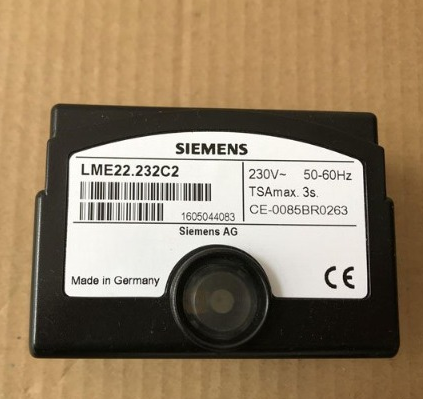 SIEMENS
LME22.232C2
1605044083
230V~ 50-60Hz
TSAmax. 3s.
CE-0085BR0263
Siemens AG
Made in Germany
CE